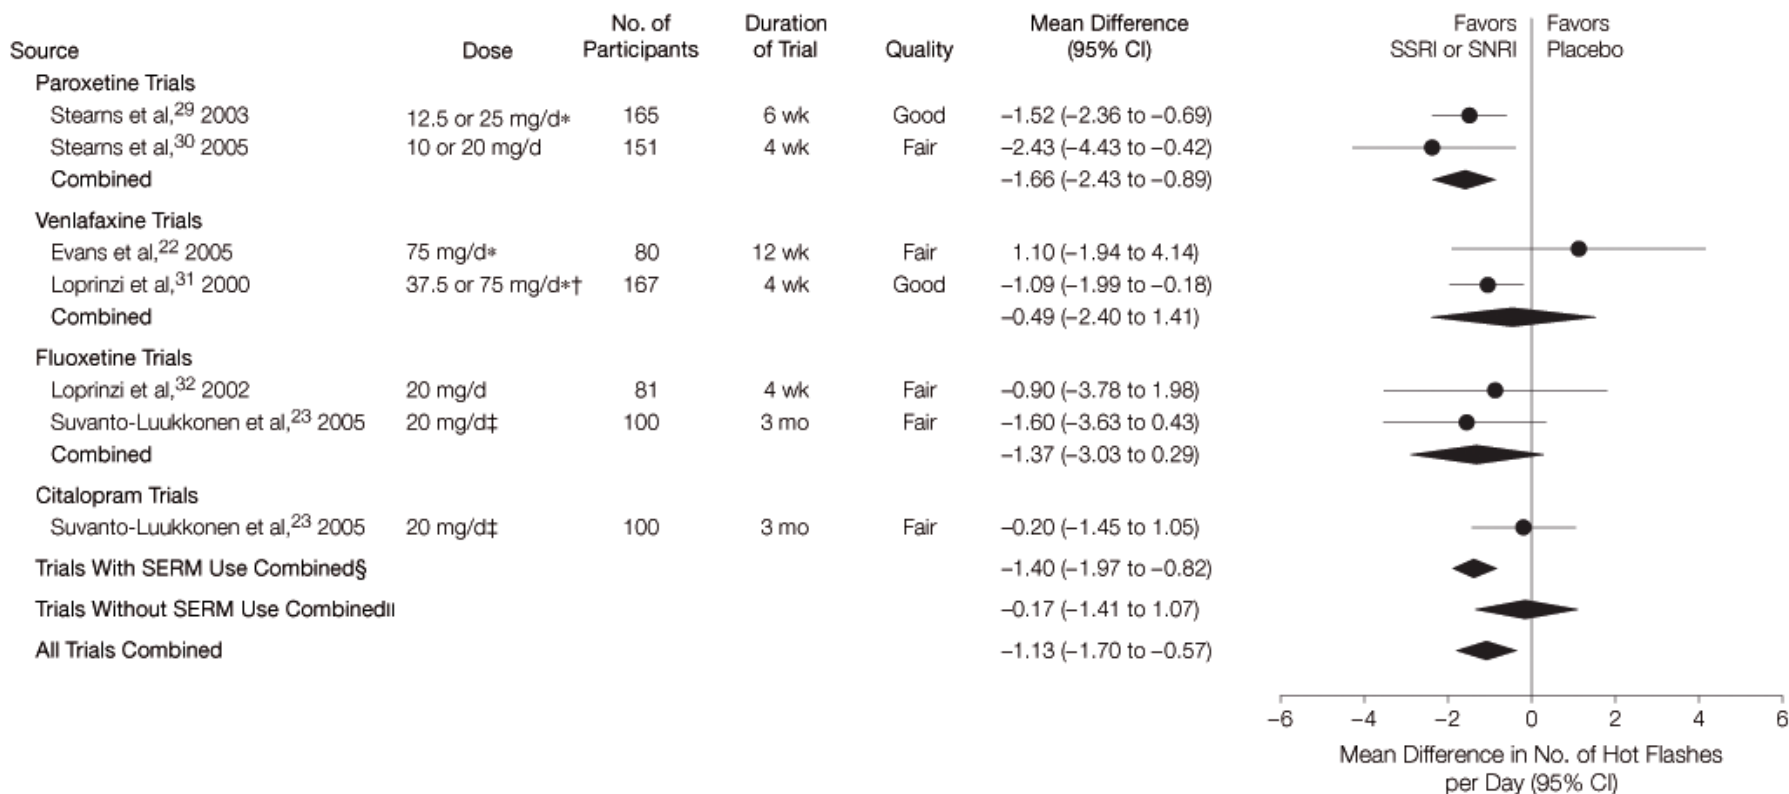 Source Dose No. of Participants Duration of Trial Quality Mean Difference (95% CI) Favors SSRI or SNRI Favors Placebo
Paroxetine Trials
Stearns et al,29 2003 12.5 or 25 mg/d* 165 6 wk Good –1.52 (–2.36 to –0.69)
Stearns et al,30 2005 10 or 20 mg/d 151 4 wk Fair –2.43 (–4.43 to –0.42)
Combined –1.66 (–2.43 to –0.89)
Venlafaxine Trials
Evans et al,22 2005 75 mg/d* 80 12 wk Fair 1.10 (–1.94 to 4.14)
Loprinzi et al,31 2000 37.5 or 75 mg/d*† 167 4 wk Good –1.09 (–1.99 to –0.18)
Combined –0.49 (–2.40 to 1.41)
Fluoxetine Trials
Loprinzi et al,32 2002 20 mg/d 81 4 wk Fair –0.90 (–3.78 to 1.98)
Suvanto-Luukkonen et al,23 2005 20 mg/d‡ 100 3 mo Fair –1.60 (–3.63 to 0.43)
Combined –1.37 (–3.03 to 0.29)
Citalopram Trials
Suvanto-Luukkonen et al,23 2005 20 mg/d‡ 100 3 mo Fair –0.20 (–1.45 to 1.05)
Trials With SERM Use Combined§ –1.40 (–1.97 to –0.82)
Trials Without SERM Use Combined|| –0.17 (–1.41 to 1.07)
All Trials Combined –1.13 (–1.70 to –0.57)
–6 –4 –2 0 2 4 6
Mean Difference in No. of Hot Flashes
per Day (95% CI)